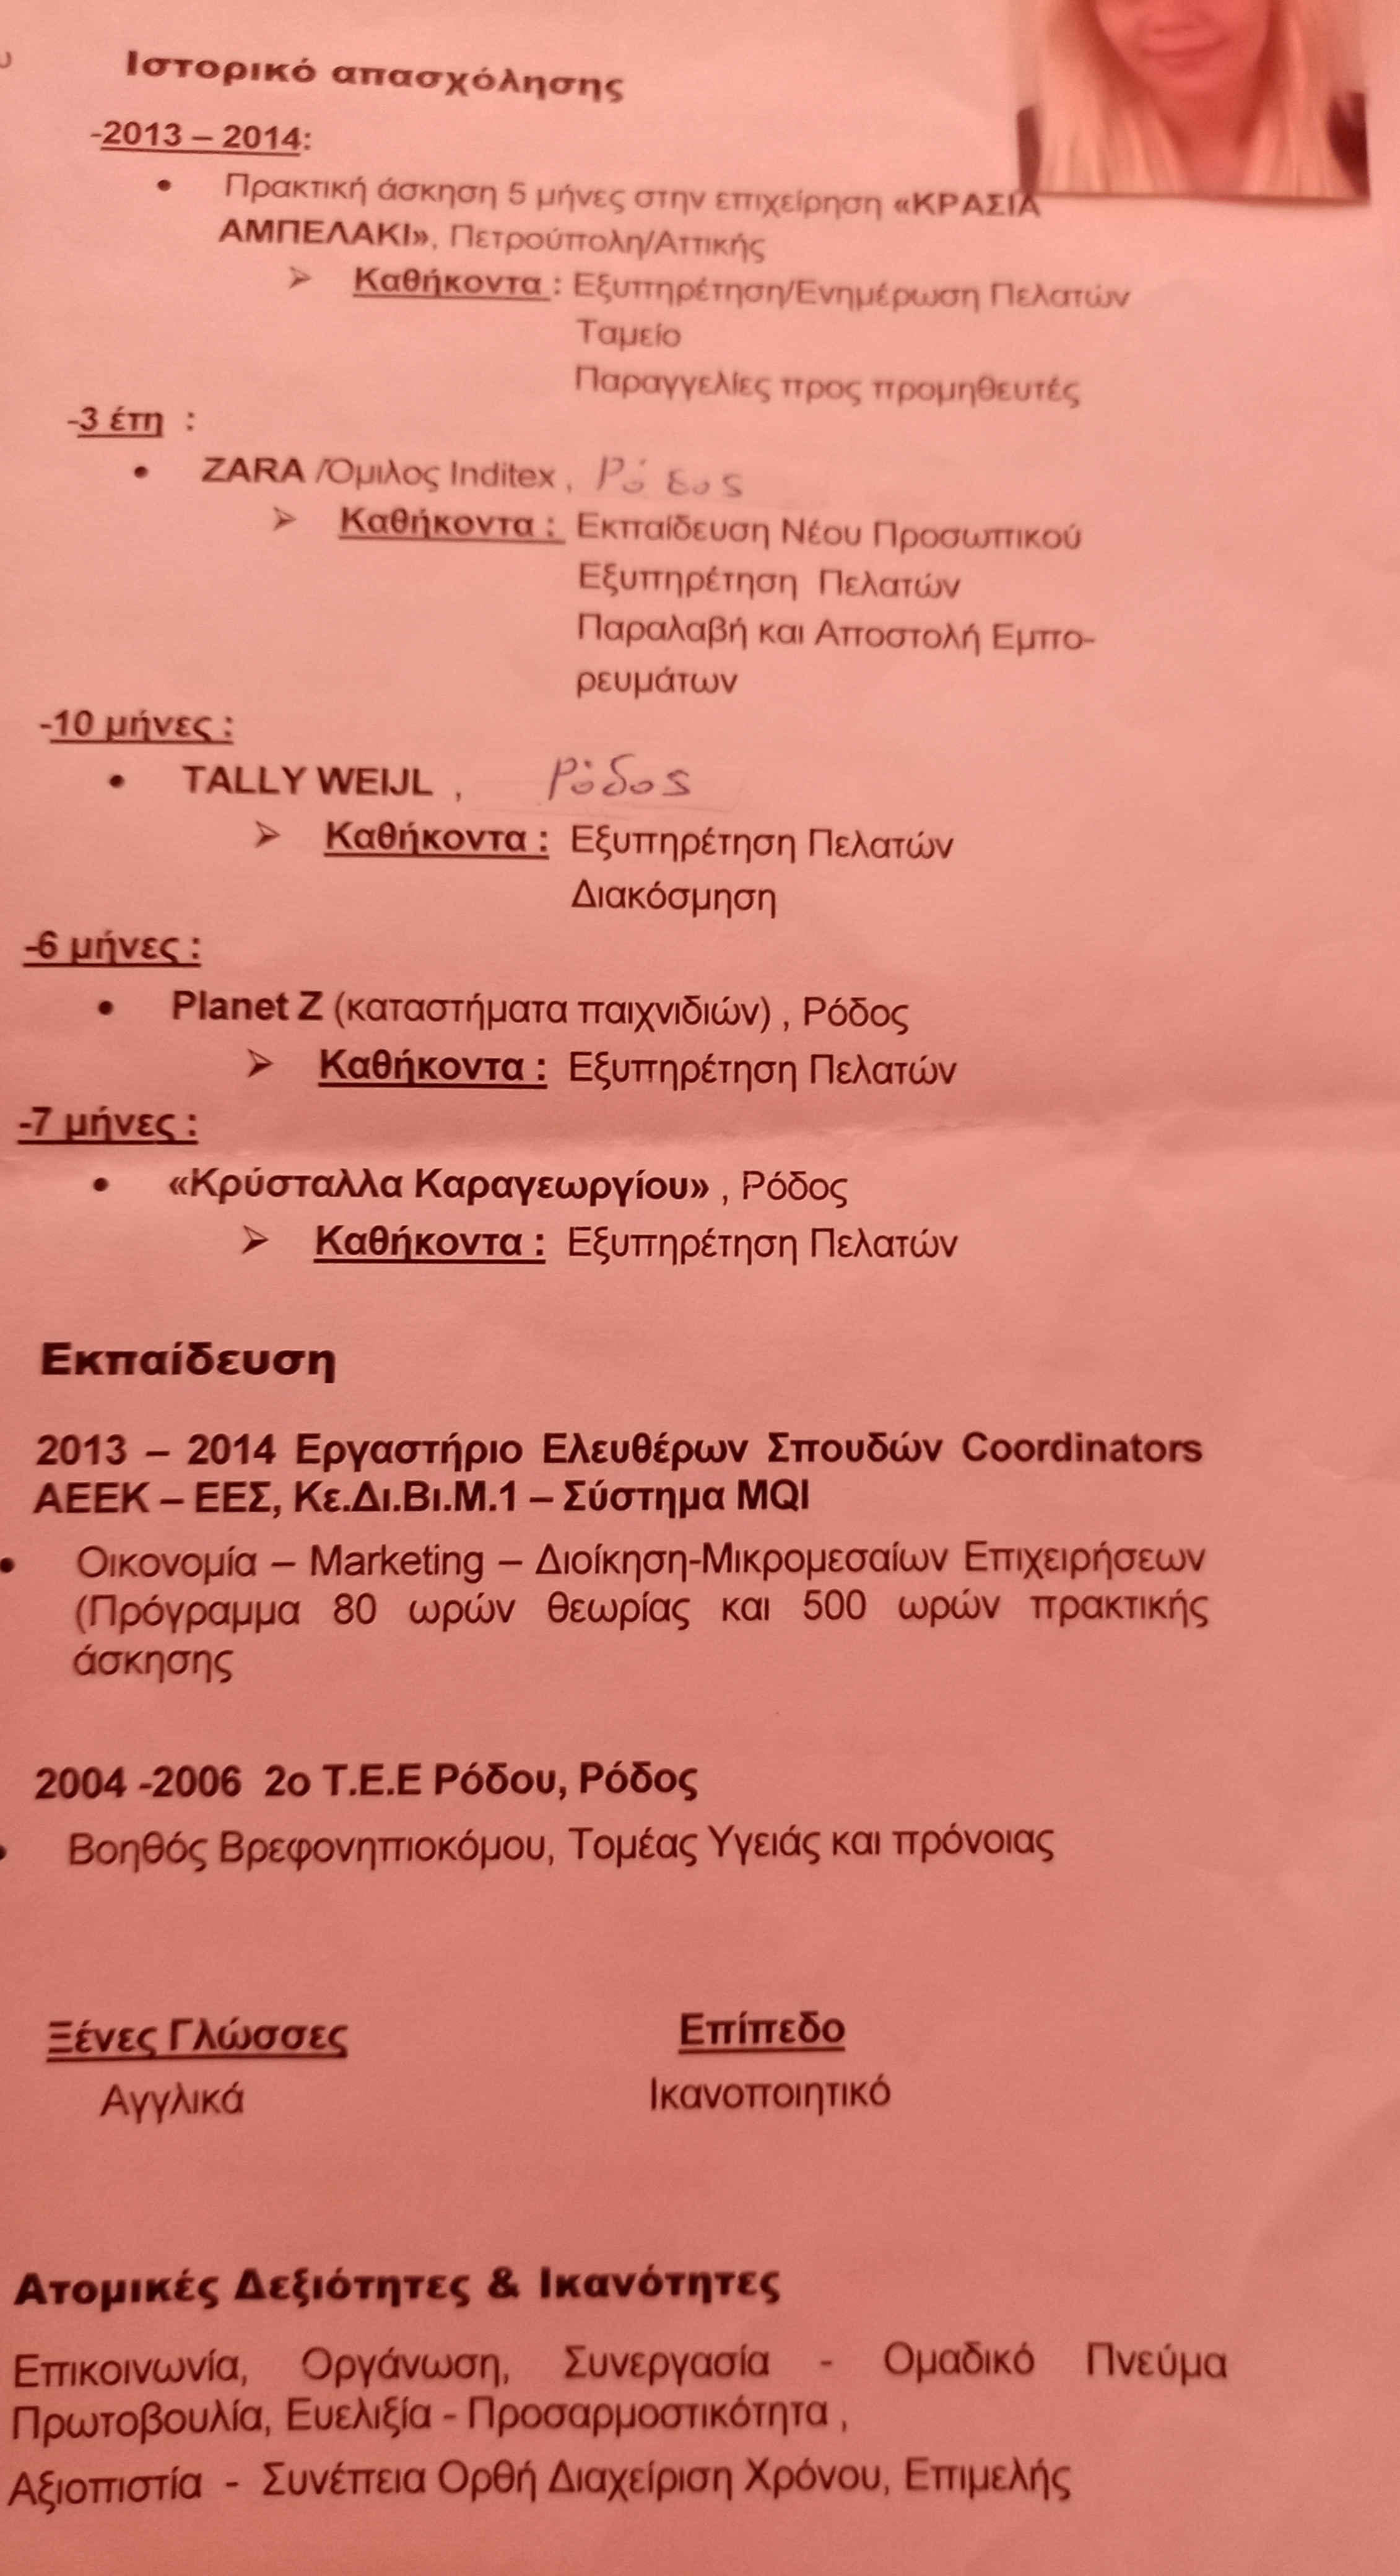 Ιστορικό απασχόλησης
-2013 – 2014:
• Πρακτική άσκηση 5 μήνες στην επιχείρηση «ΚΡΑΣΙΑ
ΑΜΠΕΛΑΚΙ», Πετρούπολη/Αττικής
➢ Καθήκοντα : Εξυπηρέτηση/Ενημέρωση Πελατών
Ταμείο
Παραγγελίες προς προμηθευτές
-3 έτη :
• ZARA /Όμιλος Inditex , Ρόδος
➢ Καθήκοντα : Εκπαίδευση Νέου Προσωπικού
Εξυπηρέτηση Πελατών
Παραλαβή και Αποστολή Εμπο-
ρευμάτων
-10 μήνες :
• TALLY WEIJL , Ρόδος
➢ Καθήκοντα : Εξυπηρέτηση Πελατών
Διακόσμηση
-6 μήνες :
• Planet Z (καταστήματα παιχνιδιών) , Ρόδος
➢ Καθήκοντα : Εξυπηρέτηση Πελατών
-7 μήνες :
• «Κρύσταλλα Καραγεωργίου» , Ρόδος
➢ Καθήκοντα : Εξυπηρέτηση Πελατών
Εκπαίδευση
2013 – 2014 Εργαστήριο Ελευθέρων Σπουδών Coordinators
ΑΕΕΚ – ΕΕΣ, Κε.Δι.Βι.Μ.1 – Σύστημα MQI
• Οικονομία – Marketing – Διοίκηση-Μικρομεσαίων Επιχειρήσεων
(Πρόγραμμα 80 ωρών θεωρίας και 500 ωρών πρακτικής
άσκησης
2004 -2006 2ο Τ.Ε.Ε Ρόδου, Ρόδος
• Βοηθός Βρεφονηπιοκόμου, Τομέας Υγειάς και πρόνοιας
Ξένες Γλώσσες Επίπεδο
Αγγλικά Ικανοποιητικό
Ατομικές Δεξιότητες & Ικανότητες
Επικοινωνία, Οργάνωση, Συνεργασία - Ομαδικό Πνεύμα
Πρωτοβουλία, Ευελιξία - Προσαρμοστικότητα ,
Αξιοπιστία - Συνέπεια Ορθή Διαχείριση Χρόνου, Επιμελής